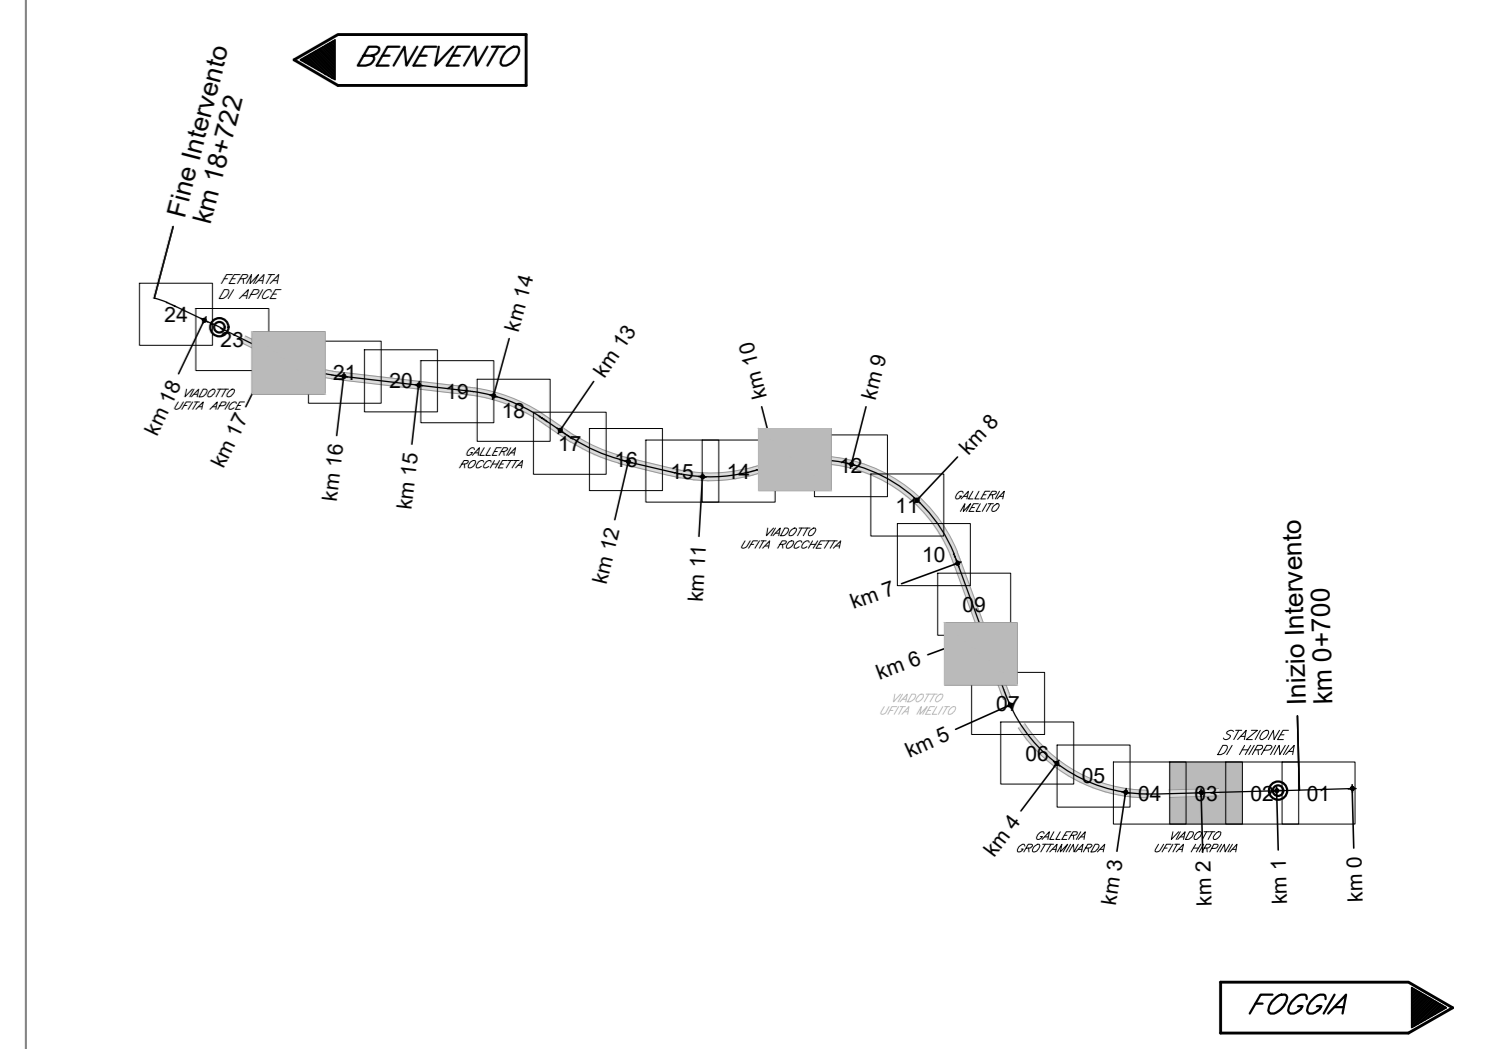 BENEVENTO
Fine Intervento
km 18+722
FERMATA
DI APICE
24
23
21
20
19
18
17
16
15
14
12
11
10
09
07
06
05
04
03
02
01
km 18
VIADOTTO
UFITA APICE
km 17
km 16
km 15
km 14
GALLERIA
ROCCHETTA
km 13
km 12
km 11
km 10
VIADOTTO
UFITA ROCCHETTA
km 9
km 8
GALLERIA
MELITO
km 7
km 6
VIADOTTO
UFITA MELITO
km 5
km 4
GALLERIA
GROTTAMINARDA
km 3
VIADOTTO
UFITA HIRPINIA
km 2
STAZIONE
DI HIRPINIA
km 1
km 0
Inizio Intervento
km 0+700
FOGGIA